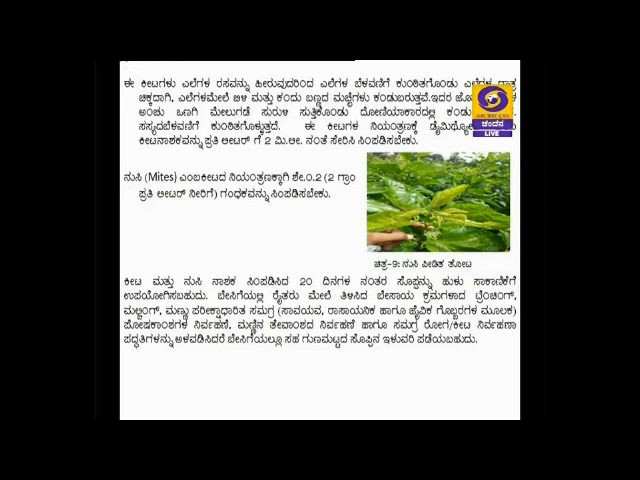 ಈ ಕೀಟಗಳು ಎಲೆಗಳ ರಸವನ್ನು ಹೀರುವುದರಿಂದ ಎಲೆಗಳ ಬೆಳವಣಿಗೆ ಕುಂಠಿತಗೊಂಡು ಎಲೆಗಳ ಗಾತ್ರ
ಚಿಕ್ಕದಾಗಿ, ಎಲೆಗಳಮೇಲೆ ಬಿಳಿ ಮತ್ತು ಕಂದು ಬಣ್ಣದ ಮಚ್ಚೆಗಳು ಕಂಡುಬರುತ್ತವೆ.ಇದರ
ಅಂಚು ಒಣಗಿ ಮೇಲುಗಡೆ ಸುರುಳಿ ಸುತ್ತಿಕೊಂಡು ದೋಣಿಯಾಕಾರದಲ್ಲಿ
ಸಸ್ಯದಬೆಳವಣಿಗೆ ಕುಂಠಿತಗೊಳ್ಳುತ್ತದೆ. ಈ ಕೀಟಗಳ ನಿಯಂತ್ರಣಕ್ಕೆ
ಕೀಟನಾಶಕವನ್ನು ಪ್ರತಿ ಲೀಟರ್ ಗೆ 2 ಮಿ.ಲೀ. ನಂತೆ ಸೇರಿಸಿ ಸಿಂಪಡಿಸಬೇಕು.
ಚಂದನ
LIVE
ನುಸಿ (Mites) ಎಂಬಕೀಟದ ನಿಯಂತ್ರಣಕ್ಕಾಗಿ ಶೇ.0.2 (2 ಗ್ರಾಂ
ಪ್ರತಿ ಲೀಟರ್ ನೀರಿಗೆ) ಗಂಧಕವನ್ನು ಸಿಂಪಡಿಸಬೇಕು.
ಚಿತ್ರ-9: ನುಸಿ ಪೀಡಿತ ತೋಟ
ಕೀಟ ಮತ್ತು ನುಸಿ ನಾಶಕ ಸಿಂಪಡಿಸಿದ 20 ದಿನಗಳ ನಂತರ ಸೊಪ್ಪನ್ನು ಹುಳು ಸಾಕಾಣಿಕೆಗೆ
ಉಪಯೋಗಿಸಬಹುದು. ಬೇಸಿಗೆಯಲ್ಲಿ ರೈತರು ಮೇಲೆ ತಿಳಿಸಿದ ಬೇಸಾಯ ಕ್ರಮಗಳಾದ ಟ್ರೆಂಚಿಂಗ್,
ಮಲ್ಚಿಂಗ್, ಮಣ್ಣು ಪರೀಕ್ಷಾಧಾರಿತ ಸಮಗ್ರ (ಸಾವಯವ, ರಾಸಾಯನಿಕ ಹಾಗೂ ಜೈವಿಕ ಗೊಬ್ಬರಗಳ ಮೂಲಕ)
ಪೋಷಕಾಂಶಗಳ ನಿರ್ವಹಣೆ, ಮಣ್ಣಿನ ತೇವಾಂಶದ ನಿರ್ವಹಣೆ ಹಾಗೂ ಸಮಗ್ರ ರೋಗ/ಕೀಟ ನಿರ್ವಹಣಾ
ಪದ್ಧತಿಗಳನ್ನು ಅಳವಡಿಸಿದರೆ ಬೇಸಿಗೆಯಲ್ಲೂ ಸಹ ಗುಣಮಟ್ಟದ ಸೊಪ್ಪಿನ ಇಳುವರಿ ಪಡೆಯಬಹುದು.